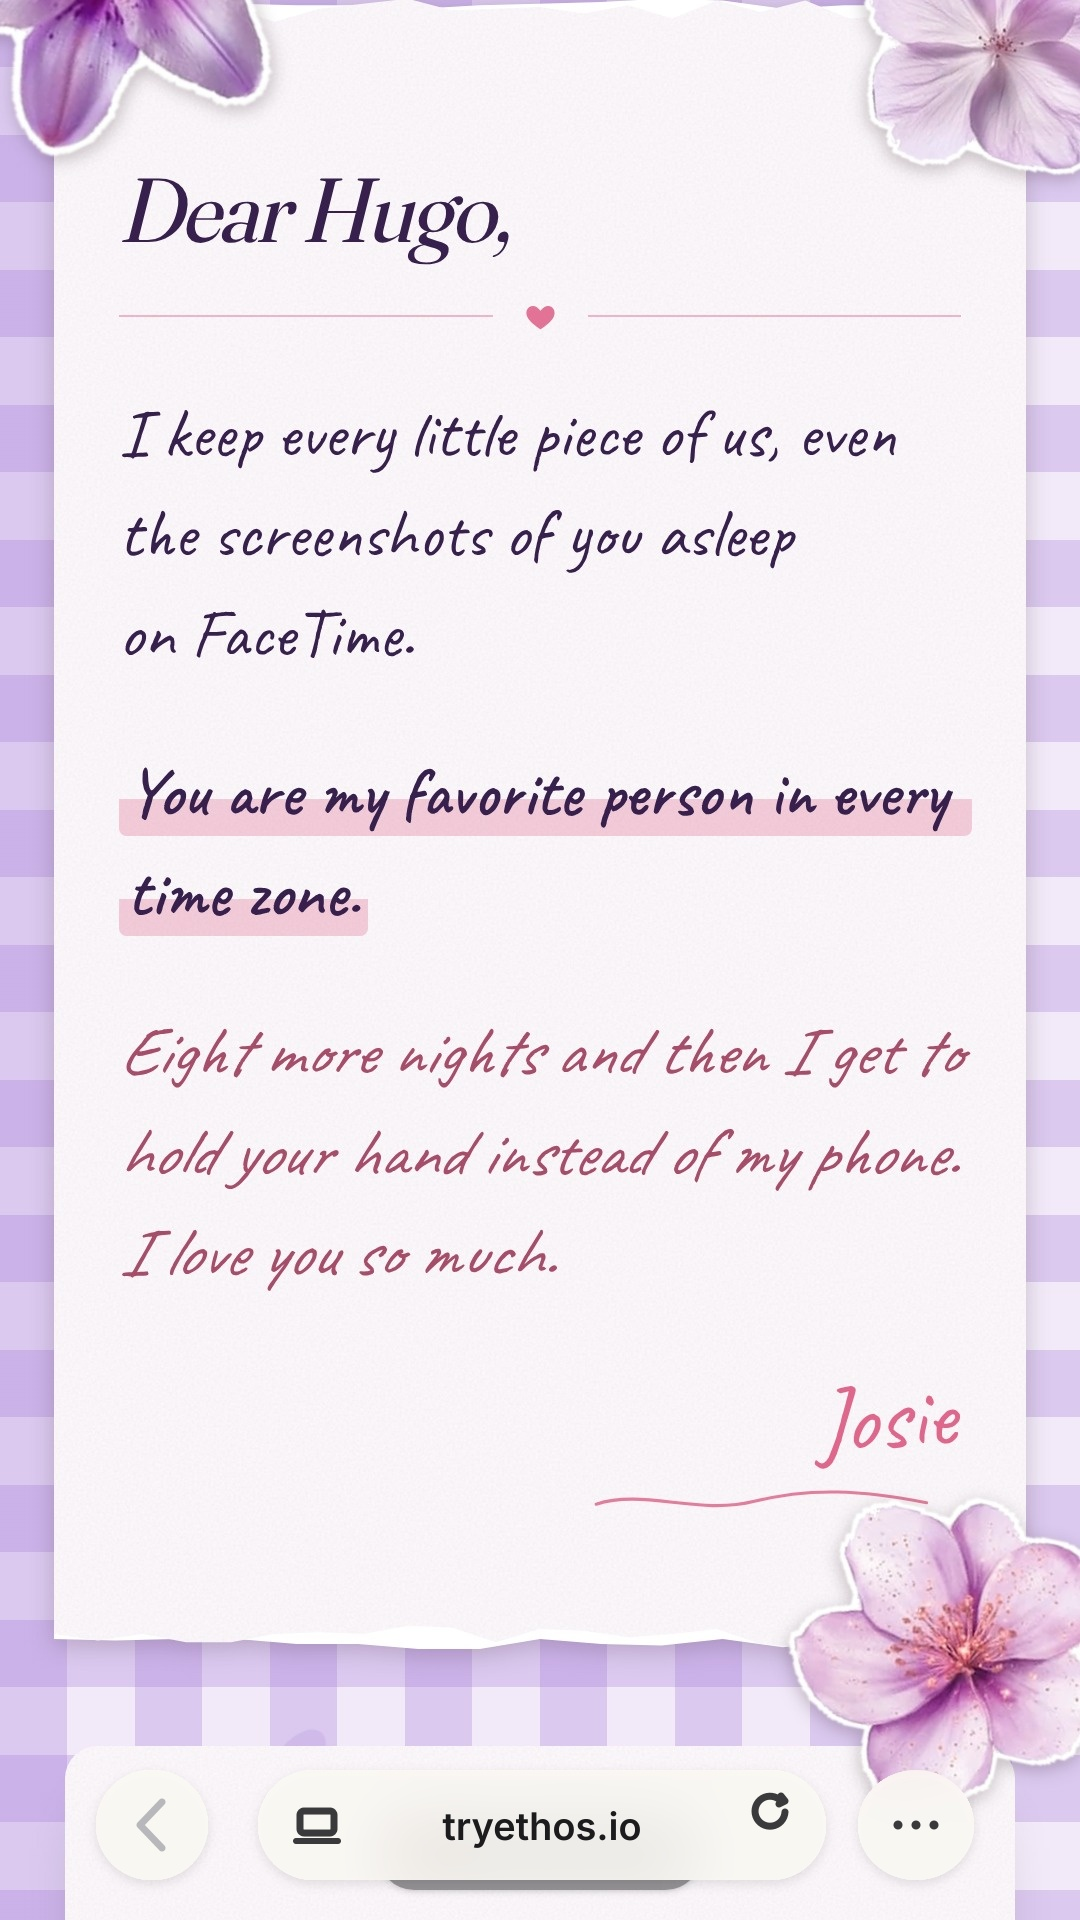 Dear Hugo,
I keep every little piece of us, even
the screenshots of you asleep
on FaceTime.
You are my favorite person in every
time zone.
Eight more nights and then I get to
hold your hand instead of my phone.
I love you so much.
Josie
tryethos.io